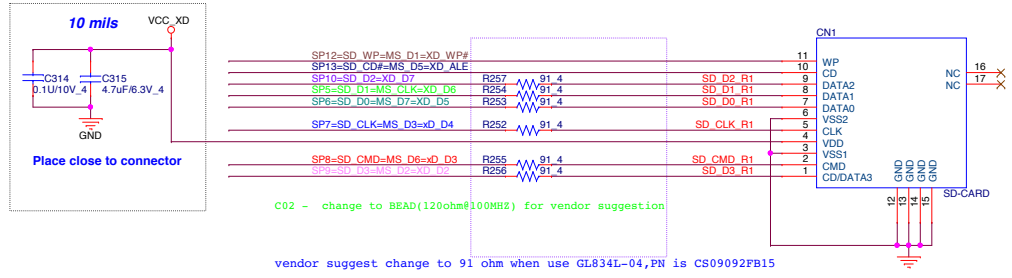 10 mils
VCC_XD
C314
0.1U/10V_4
C315
4.7uF/6.3V_4
GND
Place close to connector
SP12=SD_WP=MS_D1=XD_WP#
SP13=SD_CD#=MS_D5=XD_ALE
SP10=SD_D2=XD_D7
SP5=SD_D1=MS_CLK=XD_D6
SP6=SD_D0=MS_D7=XD_D5
SP7=SD_CLK=MS_D3=xD_D4
SP8=SD_CMD=MS_D6=xD_D3
SP9=SD_D3=MS_D2=XD_D2
R257 91_4 SD_D2_R1
R254 91_4 SD_D1_R1
R253 91_4 SD_D0_R1
R252 91_4 SD_CLK_R1
R255 91_4 SD_CMD_R1
R256 91_4 SD_D3_R1
CN1
11 WP
10 CD
9 DATA2
8 DATA1
7 DATA0
6 VSS2
5 CLK
4 VDD
3 VSS1
2 CMD
1 CD/DATA3
NC 16
NC 17
GND GND GND GND
12 13 14 15
SD-CARD
GND
C02 - change to BEAD(120ohm@100MHZ) for vendor suggestion
vendor suggest change to 91 ohm when use GL834L-04,PN is CS09092FB15